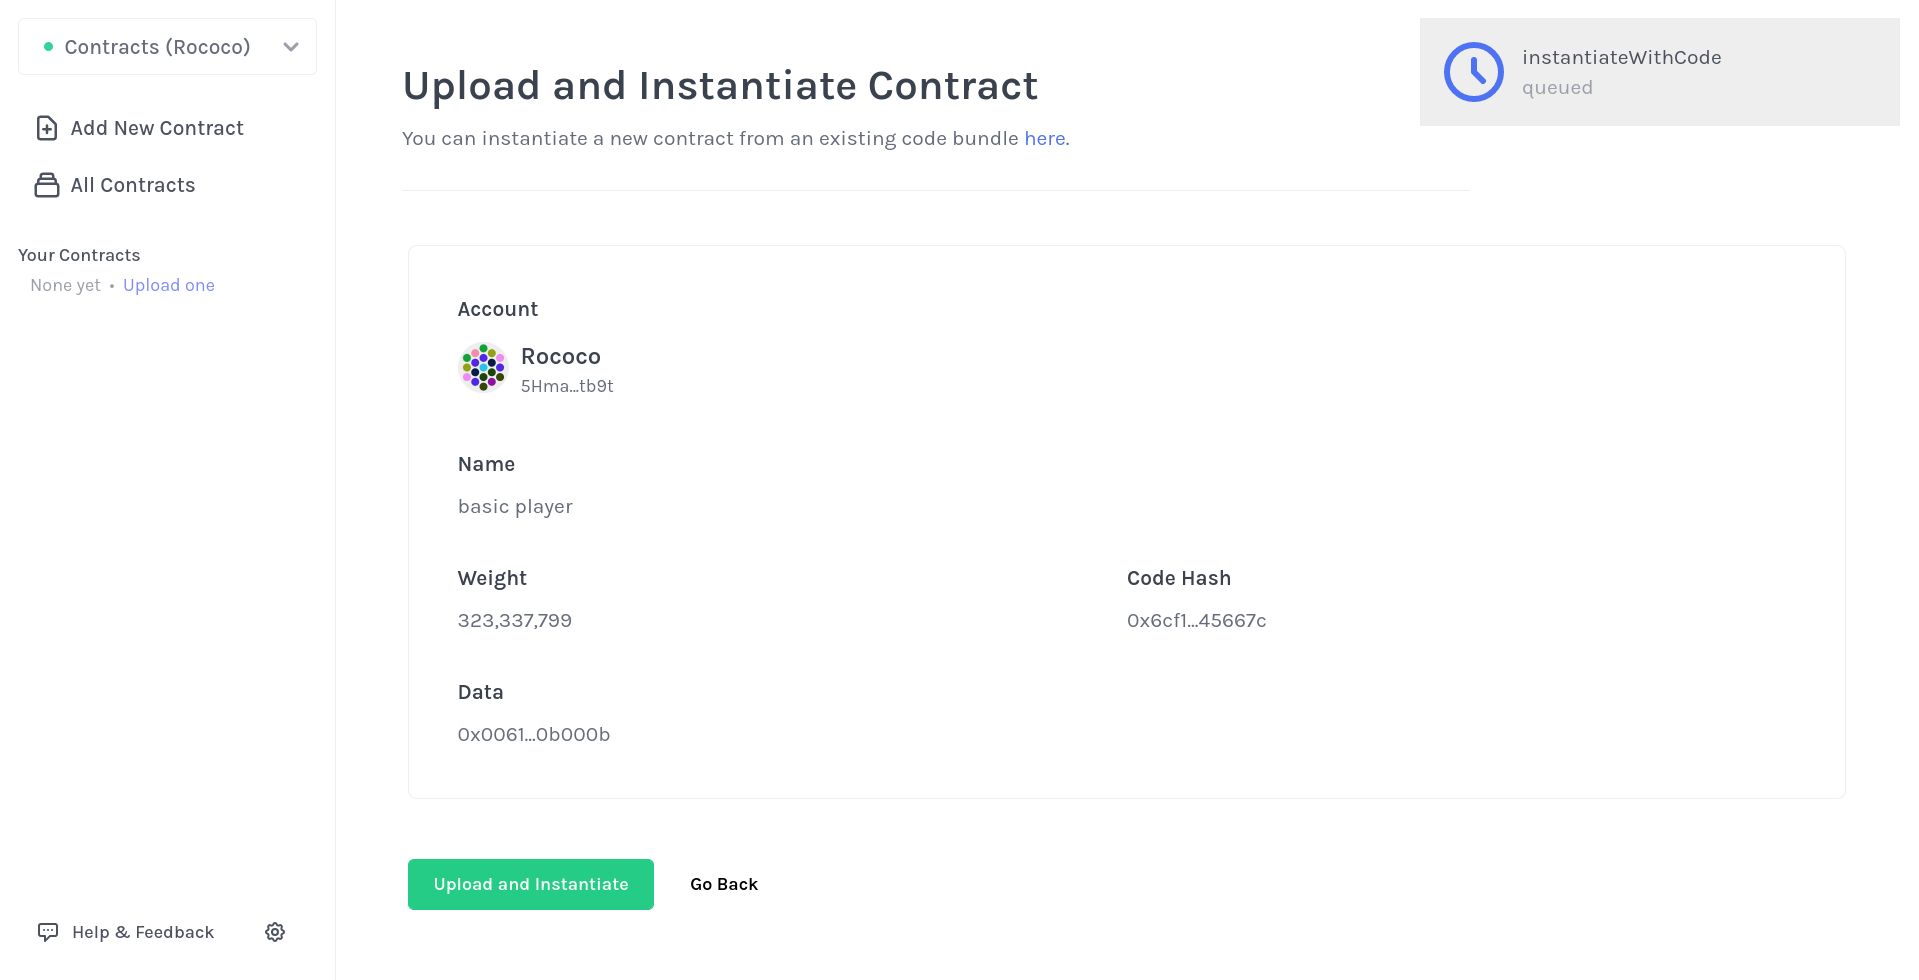 Contracts (Rococo)
Add New Contract
All Contracts
Your Contracts
None yet • Upload one
Help & Feedback
Upload and Instantiate Contract
You can instantiate a new contract from an existing code bundle here.
instantiateWithCode
queued
Account
Rococo
5Hma...tb9t
Name
basic player
Weight
323,337,799
Code Hash
0x6cf1...45667c
Data
0x0061...0b000b
Upload and Instantiate
Go Back